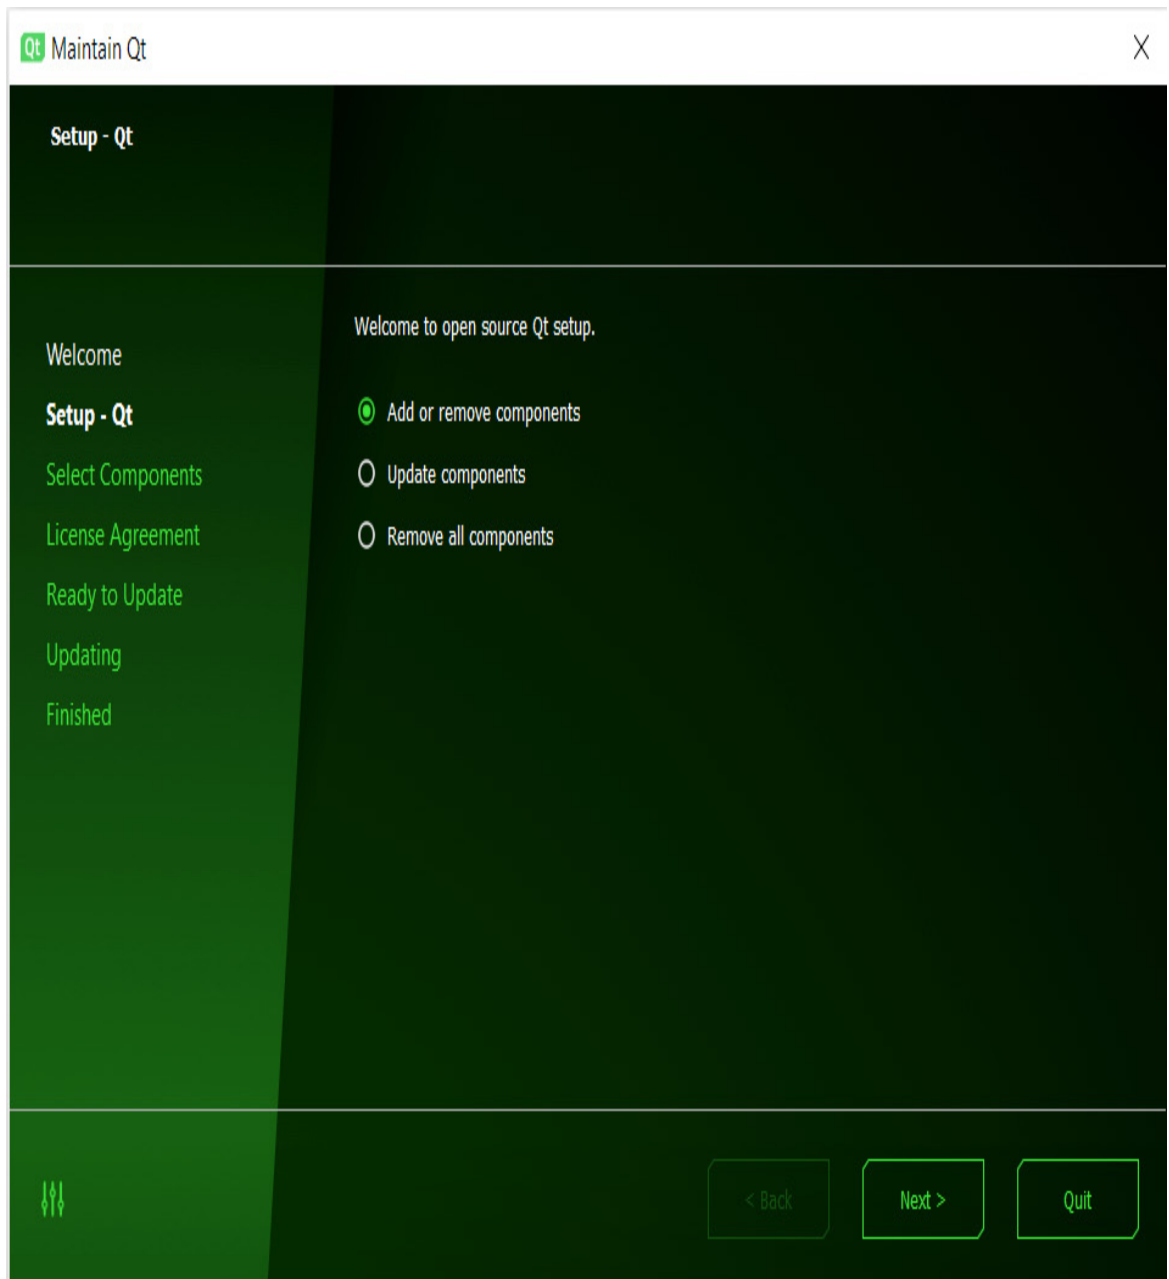 Qt Maintain Qt
Setup - Qt
Welcome
Setup - Qt
Select Components
License Agreement
Ready to Update
Updating
Finished
Welcome to open source Qt setup.
Add or remove components
Update components
Remove all components
< Back
Next >
Quit